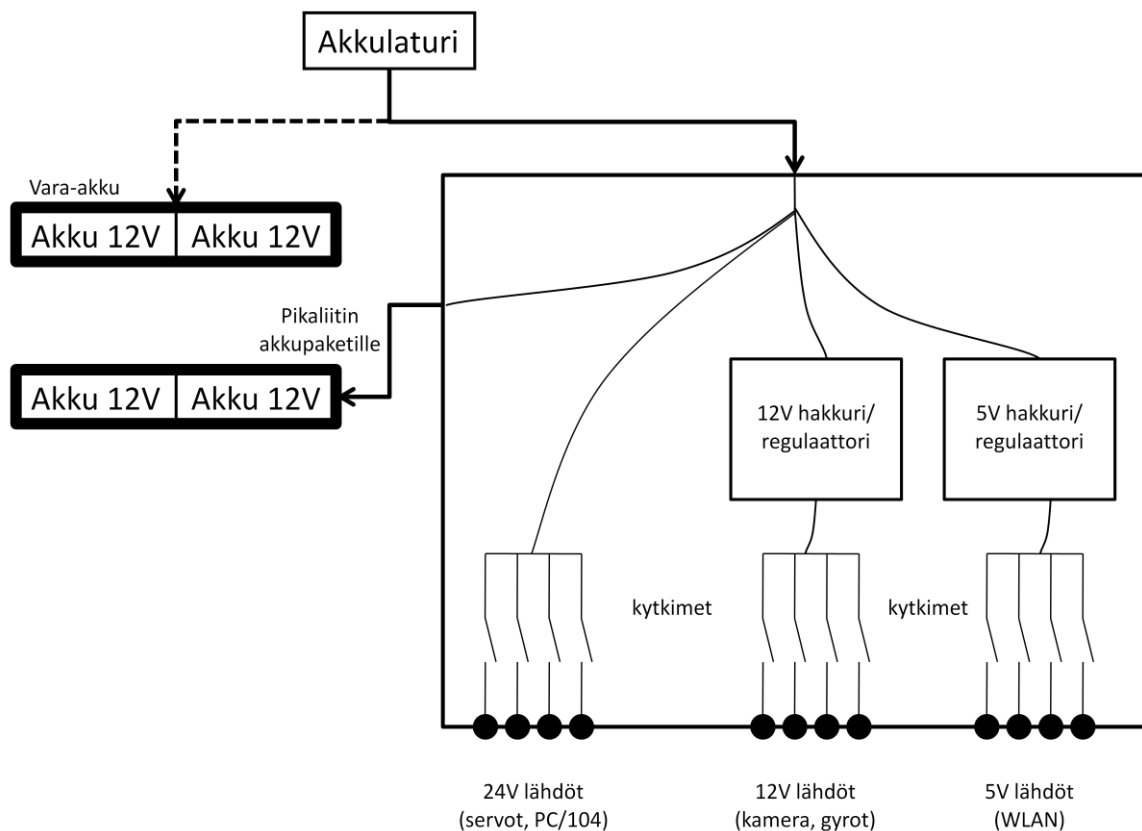 Akkulaturi
Vara-akku
Akku 12V Akku 12V
Pikaliitin
akkupaketille
Akku 12V Akku 12V
12V hakkuri/
regulaattori
5V hakkuri/
regulaattori
kytkimet
kytkimet
24V lähdöt
(servot, PC/104)
12V lähdöt
(kamera, gyrot)
5V lähdöt
(WLAN)